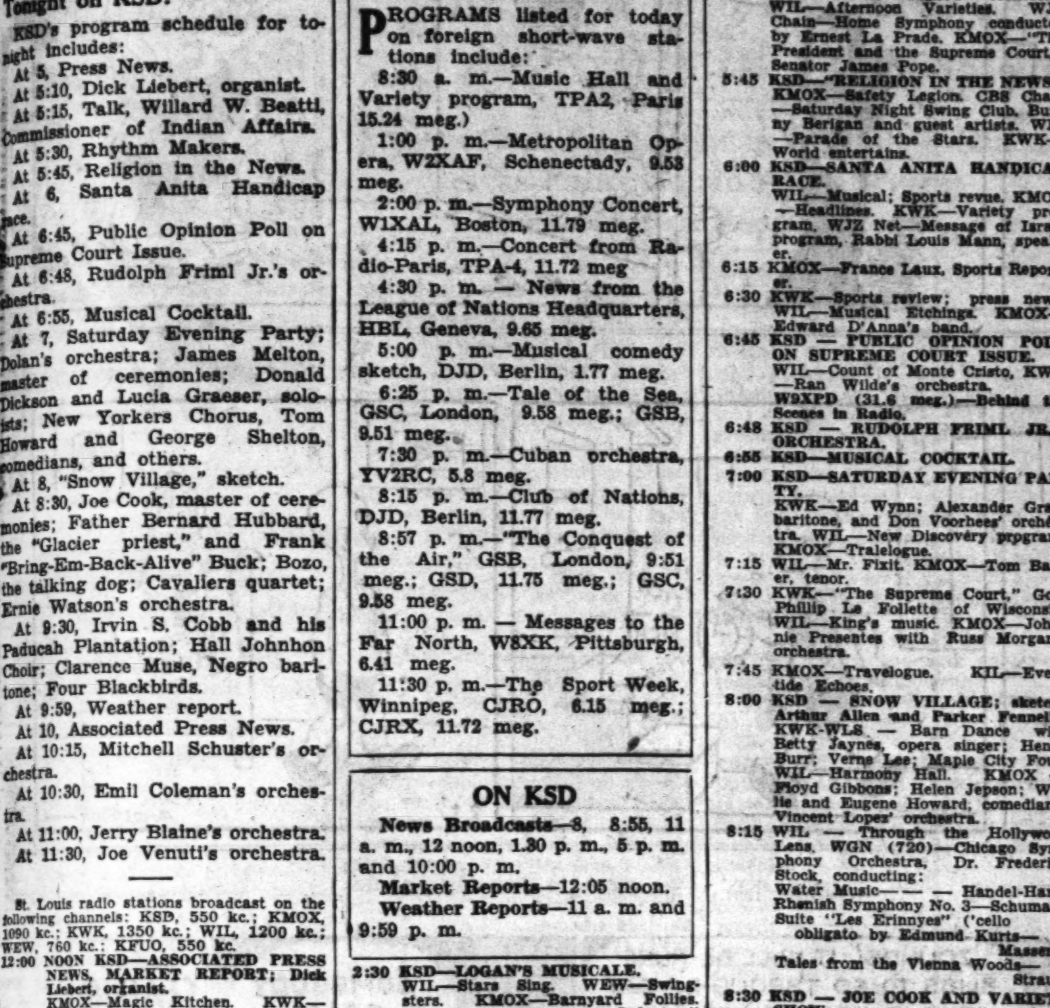 Tonight on KSD.
KSD's program schedule for to-
night includes:
At 5, Press News.
At 5:10, Dick Liebert, organist.
At 5:15, Talk, Willard W. Beatti,
Commissioner of Indian Affairs.
At 5:30, Rhythm Makers.
At 5:45, Religion in the News.
At 6, Santa Anita Handicap
race.
At 6:45, Public Opinion Poll on
Supreme Court Issue.
At 6:48, Rudolph Friml Jr.'s or-
chestra.
At 6:55, Musical Cocktail.
At 7, Saturday Evening Party;
Dolan's orchestra; James Melton,
master of ceremonies; Donald
Dickson and Lucia Graeser, solo-
ists; New Yorkers Chorus, Tom
Howard and George Shelton,
comedians, and others.
At 8, "Snow Village," sketch.
At 8:30, Joe Cook, master of cere-
monies; Father Bernard Hubbard,
the "Glacier priest," and Frank
"Bring-Em-Back-Alive" Buck; Bozo,
the talking dog; Cavaliers quartet;
Ernie Watson's orchestra.
At 9:30, Irvin S. Cobb and his
Paducah Plantation; Hall Johnhon
Choir; Clarence Muse, Negro bari-
tone; Four Blackbirds.
At 9:59, Weather report.
At 10, Associated Press News.
At 10:15, Mitchell Schuster's or-
chestra.
At 10:30, Emil Coleman's orches-
tra.
At 11:00, Jerry Blaine's orchestra.
At 11:30, Joe Venuti's orchestra.
St. Louis radio stations broadcast on the
following channels: KSD, 550 kc.; KMOX,
1090 kc.; KWK, 1350 kc.; WIL, 1200 kc.;
WEW, 760 kc.; KFUO, 550 kc.
12:00 NOON KSD—ASSOCIATED PRESS
NEWS, MARKET REPORT; Dick
Liebert, organist.
KMOX—Magic Kitchen. KWK—
PROGRAMS listed for today
on foreign short-wave sta-
tions include:
8:30 a. m.—Music Hall and
Variety program, TPA2, Paris
15.24 meg.)
1:00 p. m.—Metropolitan Op-
era, W2XAF, Schenectady, 9.53
meg.
2:00 p. m.—Symphony Concert,
W1XAL, Boston, 11.79 meg.
4:15 p. m.—Concert from Ra-
dio-Paris, TPA-4, 11.72 meg
4:30 p. m. — News from the
League of Nations Headquarters,
HBL, Geneva, 9.65 meg.
5:00 p. m.—Musical comedy
sketch, DJD, Berlin, 1.77 meg.
6:25 p. m.—Tale of the Sea,
GSC, London, 9.58 meg.; GSB,
9.51 meg.
7:30 p. m.—Cuban orchestra,
YV2RC, 5.8 meg.
8:15 p. m.—Club of Nations,
DJD, Berlin, 11.77 meg.
8:57 p. m.—"The Conquest of
the Air," GSB, London, 9:51
meg.; GSD, 11.75 meg.; GSC,
9.58 meg.
11:00 p. m. — Messages to the
Far North, W8XK, Pittsburgh,
6.41 meg.
11:30 p. m.—The Sport Week,
Winnipeg, CJRO, 6.15 meg.;
CJRX, 11.72 meg.
ON KSD
News Broadcasts—8, 8:55, 11
a. m., 12 noon, 1.30 p. m., 5 p. m.
and 10:00 p. m.
Market Reports—12:05 noon.
Weather Reports—11 a. m. and
9:59 p. m.
2:30 KSD—LOGAN'S MUSICALE.
WIL—Stars Sing. WEW—Swing-
sters. KMOX—Barnyard Follies.
WIL—Afternoon Varieties. WJ
Chain—Home Symphony conduct
by Ernest La Prade. KMOX—"Th
President and the Supreme Court,
Senator James Pope.
5:45 KSD—"RELIGION IN THE NEWS
KMOX—Safety Legion. CBS Cha
—Saturday Night Swing Club, Bu
ny Berigan and guest artists. WI
—Parade of the Stars. KWK—
World entertains.
6:00 KSD—SANTA ANITA HANDICA
RACE.
WIL—Musical; Sports revue. KMO
—Headlines. KWK—Variety pro
gram, WJZ Net—Message of Isra
program, Rabbi Louis Mann, speak
er.
6:15 KMOX—France Laux, Sports Repor
er.
6:30 KWK—Sports review; press new
WIL—Musical Etchings. KMOX—
Edward D'Anna's band.
6:45 KSD — PUBLIC OPINION POL
ON SUPREME COURT ISSUE.
WIL—Count of Monte Cristo, KW
—Ran Wilde's orchestra.
W9XPD (31.6 meg.)—Behind t
Scenes in Radio.
6:48 KSD — RUDOLPH FRIML JR.
ORCHESTRA.
6:55 KSD—MUSICAL COCKTAIL.
7:00 KSD—SATURDAY EVENING PA
TY.
KWK—Ed Wynn; Alexander Gra
baritone, and Don Voorhees' orche
tra. WIL—New Discovery program
KMOX—Tralelogue.
7:15 WIL—Mr. Fixit. KMOX—Tom Ba
er, tenor.
7:30 KWK—"The Supreme Court," Go
Phillip La Follette of Wisconsi
WIL—King's music. KMOX—Joh
nie Presentes with Russ Morgan
orchestra.
7:45 KMOX—Travelogue. KIL—Eve
tide Echoes.
8:00 KSD — SNOW VILLAGE; sketc
Arthur Allen and Parker Fennell
KWK-WLS — Barn Dance wi
Betty Jaynes, opera singer; Hen
Burr; Verne Lee; Maple City Fou
WIL—Harmony Hall. KMOX
Floyd Gibbons; Helen Jepson; W
lie and Eugene Howard, comedian
Vincent Lopez' orchestra.
8:15 WIL — Through the Hollywo
Lens. WGN (720)—Chicago Sy
phony Orchestra, Dr. Frederi
Stock, conducting:
Water Music— — — Handel-Har
Rhenish Symphony No. 3—Schuma
Suite "Les Erinnyes" ('cello
obligato by Edmund Kurts—
Massen
Tales from the Vienna Woods—
Strau
8:30 KSD — JOE COOK AND VARIE